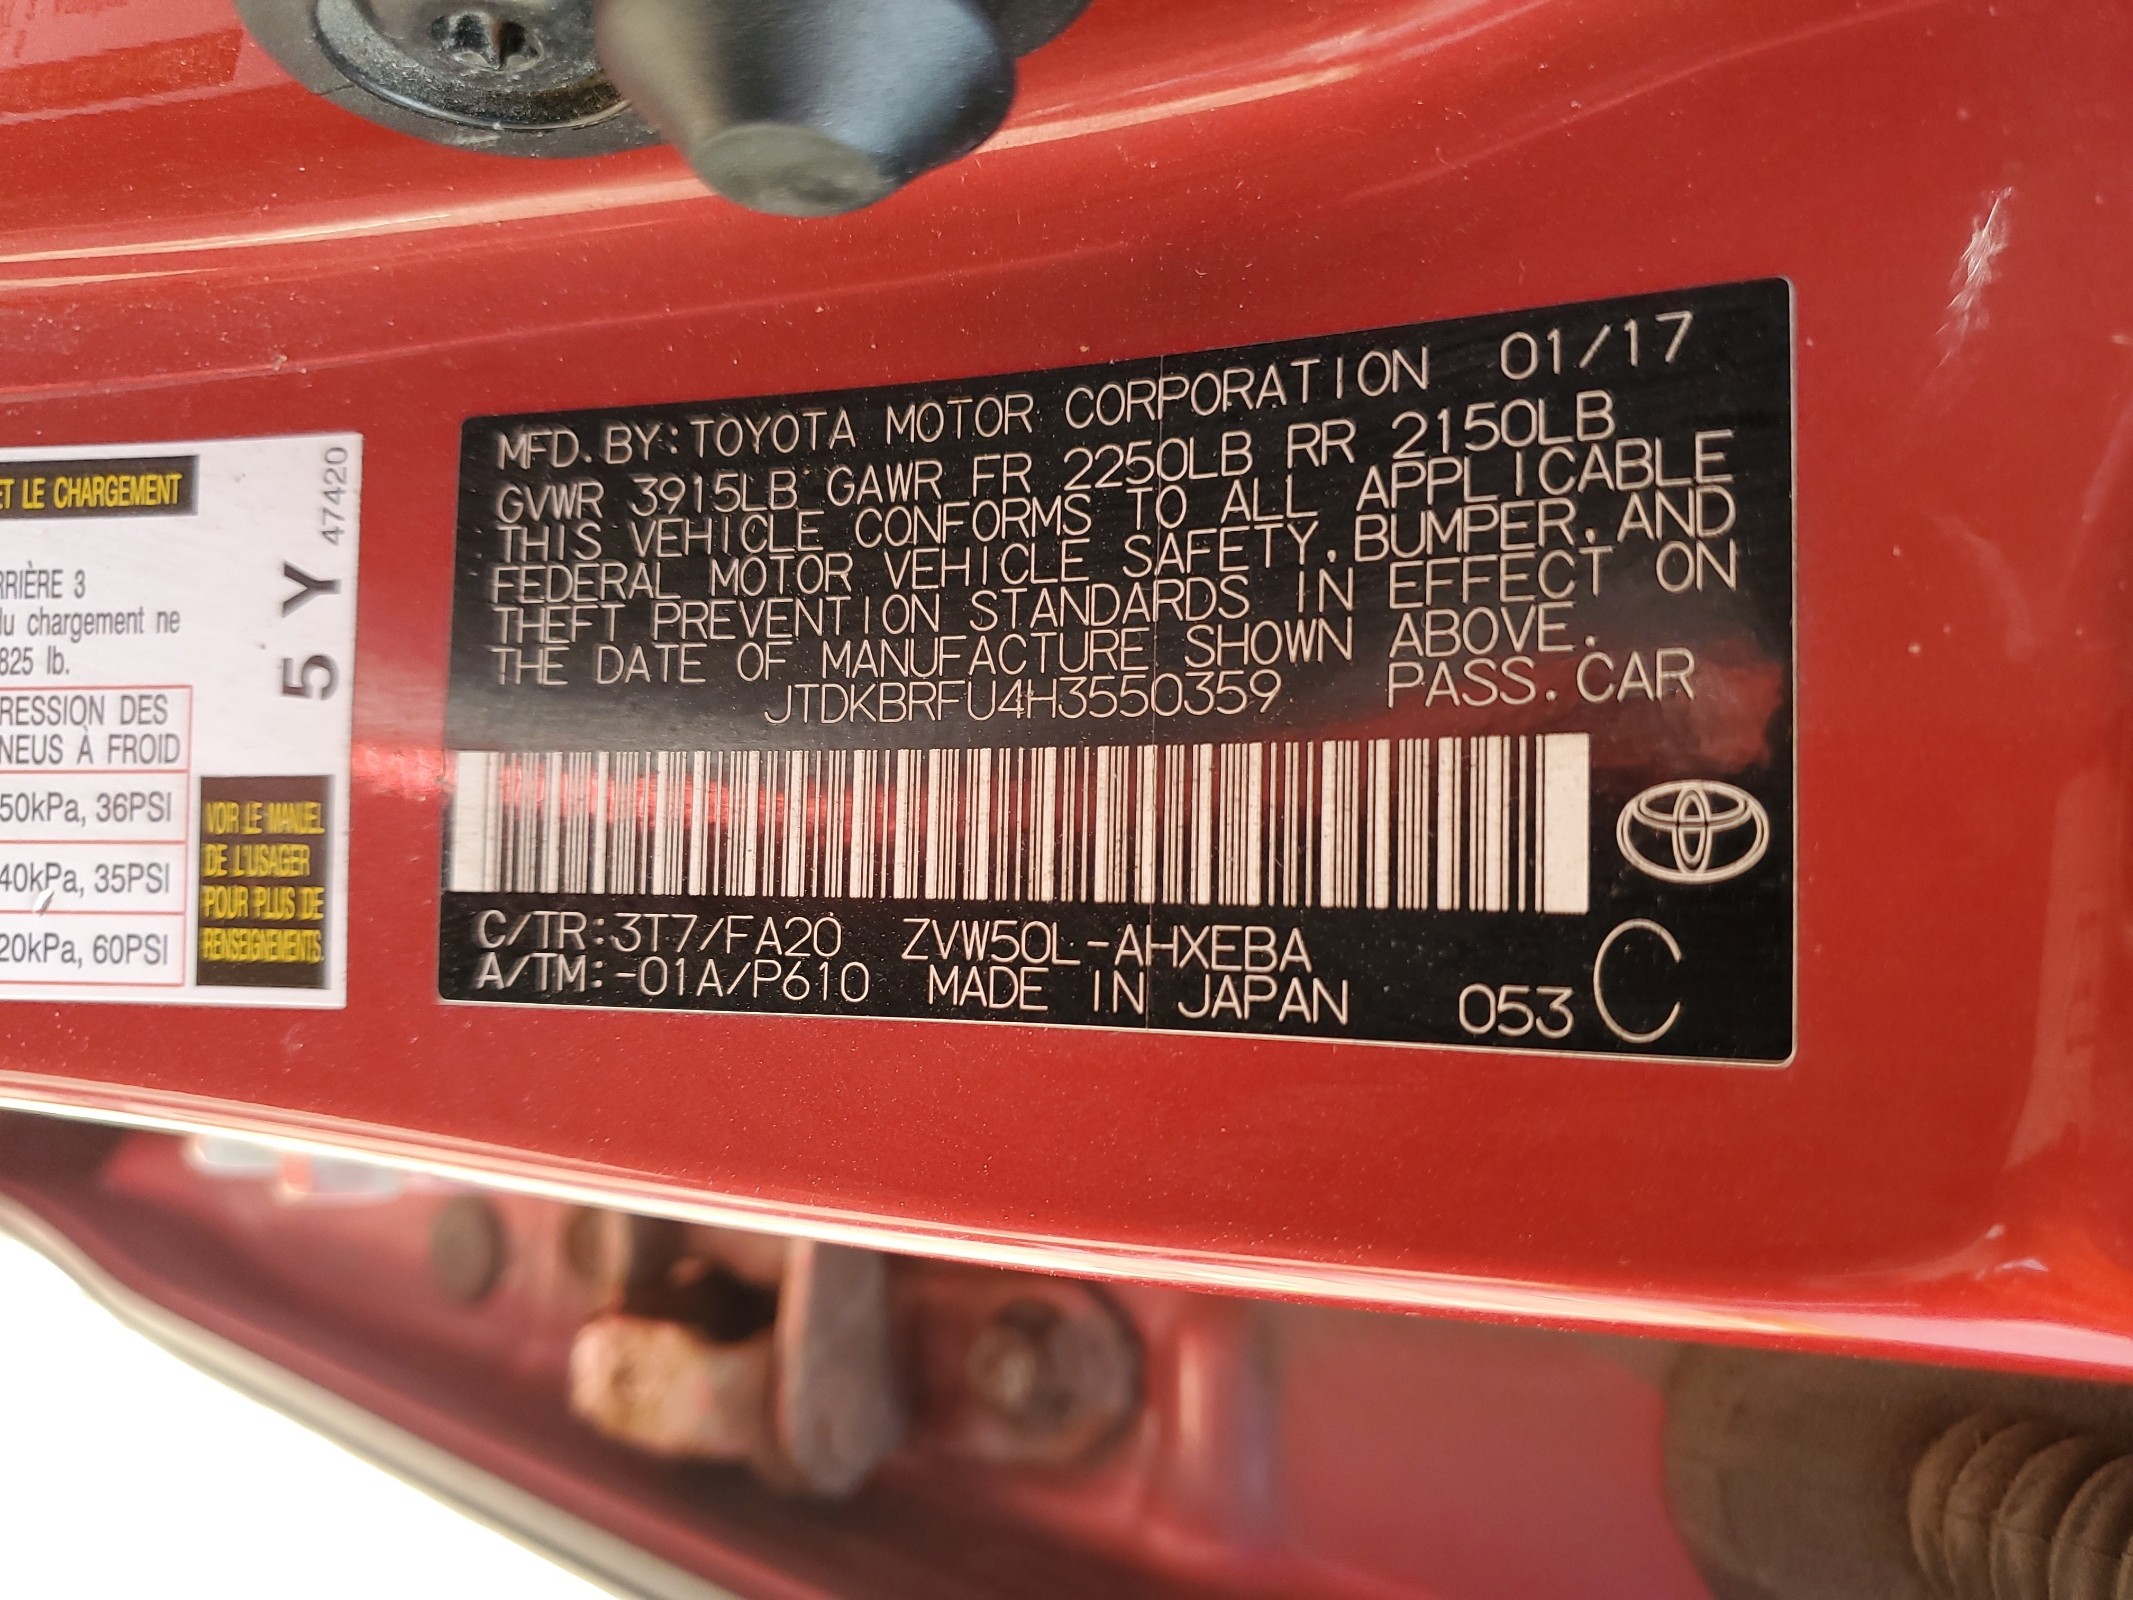 ET LE CHARGEMENT
47420
5 Y
RRIÈRE 3
du chargement ne
825 lb.
RESSION DES
NEUS À FROID
50kPa, 36PSI
40kPa, 35PSI
20kPa, 60PSI
VOIR LE MANUEL
DE L'USAGER
POUR PLUS DE
RENSEIGNEMENTS.
MFD. BY: TOYOTA MOTOR CORPORATION 01/17
GVWR 3915LB GAWR FR 2250LB RR 2150LB
THIS VEHICLE CONFORMS TO ALL APPLICABLE
FEDERAL MOTOR VEHICLE SAFETY, BUMPER, AND
THEFT PREVENTION STANDARDS IN EFFECT ON
THE DATE OF MANUFACTURE SHOWN ABOVE.
JTDKBRFU4H3550359 PASS. CAR
C/TR: 3T7/FA20 ZVW50L-AHXEBA
A/TM: -01A/P610 MADE IN JAPAN 053 C